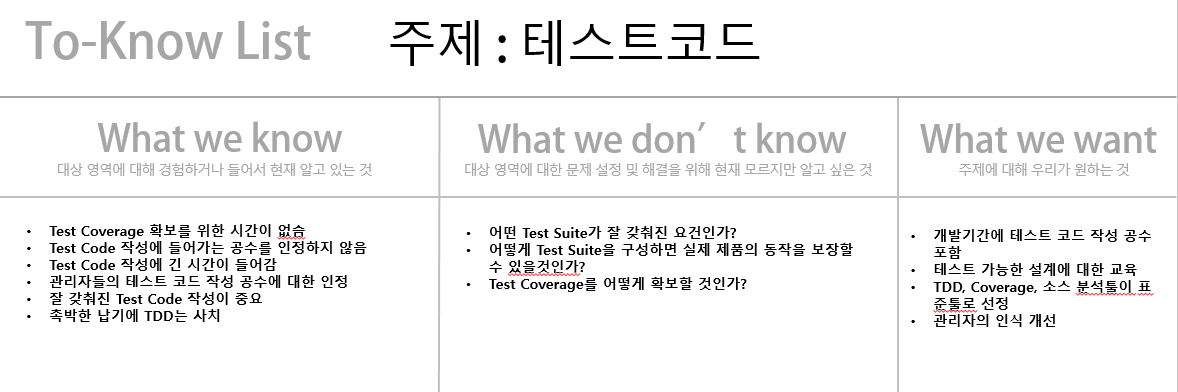 To-Know List
주제 : 테스트코드
What we know
대상 영역에 대해 경험하거나 들어서 현재 알고 있는 것
• Test Coverage 확보를 위한 시간이 없슴
• Test Code 작성에 들어가는 공수를 인정하지 않음
• Test Code 작성에 긴 시간이 들어감
• 관리자들의 테스트 코드 작성 공수에 대한 인정
• 잘 갖춰진 Test Code 작성이 중요
• 촉박한 납기에 TDD는 사치
What we don’t know
대상 영역에 대한 문제 설정 및 해결을 위해 현재 모르지만 알고 싶은 것
• 어떤 Test Suite가 잘 갖춰진 요건인가?
• 어떻게 Test Suite을 구성하면 실제 제품의 동작을 보장할
수 있을것인가?
• Test Coverage를 어떻게 확보할 것인가?
What we want
주제에 대해 우리가 원하는 것
• 개발기간에 테스트 코드 작성 공수
포함
• 테스트 가능한 설계에 대한 교육
• TDD, Coverage, 소스 분석툴이 표
준툴로 선정
• 관리자의 인식 개선